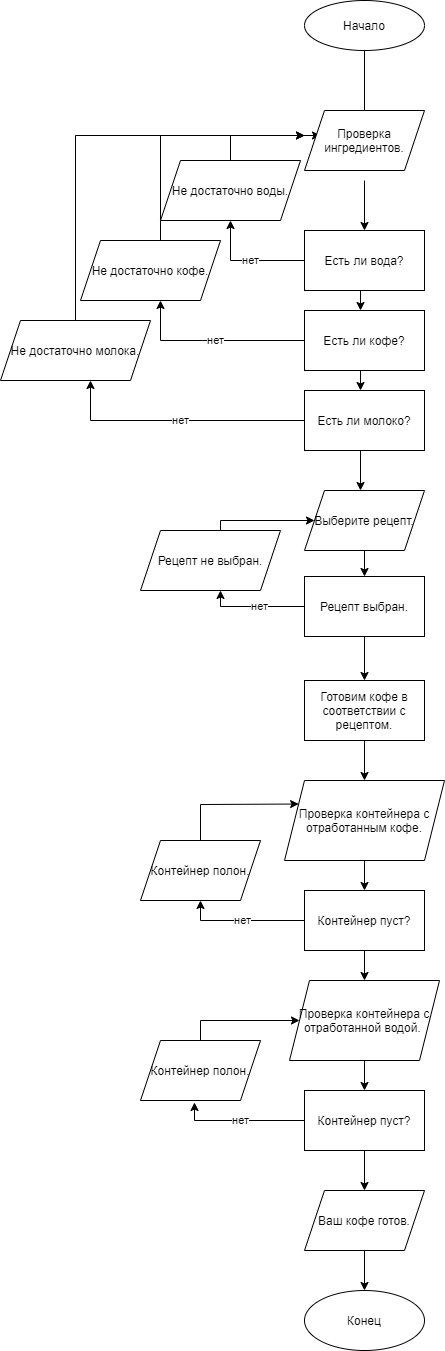 Начало
Проверка
ингредиентов.
Не достаточно воды.
нет
Есть ли вода?
Не достаточно кофе.
нет
Есть ли кофе?
Не достаточно молока.
нет
Есть ли молоко?
Выберите рецепт.
Рецепт не выбран.
нет
Рецепт выбран.
Готовим кофе в
соответствии с
рецептом.
Проверка контейнера с
отработанным кофе.
Контейнер полон.
нет
Контейнер пуст?
Проверка контейнера с
отработанной водой.
Контейнер полон.
нет
Контейнер пуст?
Ваш кофе готов.
Конец